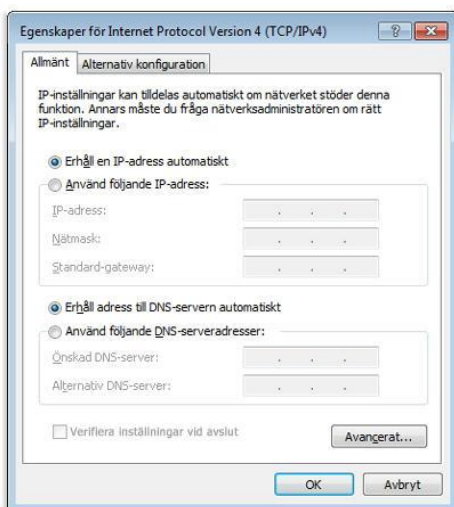 Egenskaper för Internet Protocol Version 4 (TCP/IPv4)
Allmänt
Alternativ konfiguration
IP-inställningar kan tilldelas automatiskt om nätverket stöder denna
funktion. Annars måste du fråga nätverksadministratören om rätt
IP-inställningar.
Erhåll en IP-adress automatiskt
Använd följande IP-adress:
IP-adress:
Nätmask:
Standard-gateway:
Erhåll adress till DNS-servern automatiskt
Använd följande DNS-serveradresser:
Önskad DNS-server:
Alternativ DNS-server:
Verifiera inställningar vid avslut
Avancerat...
OK
Avbryt